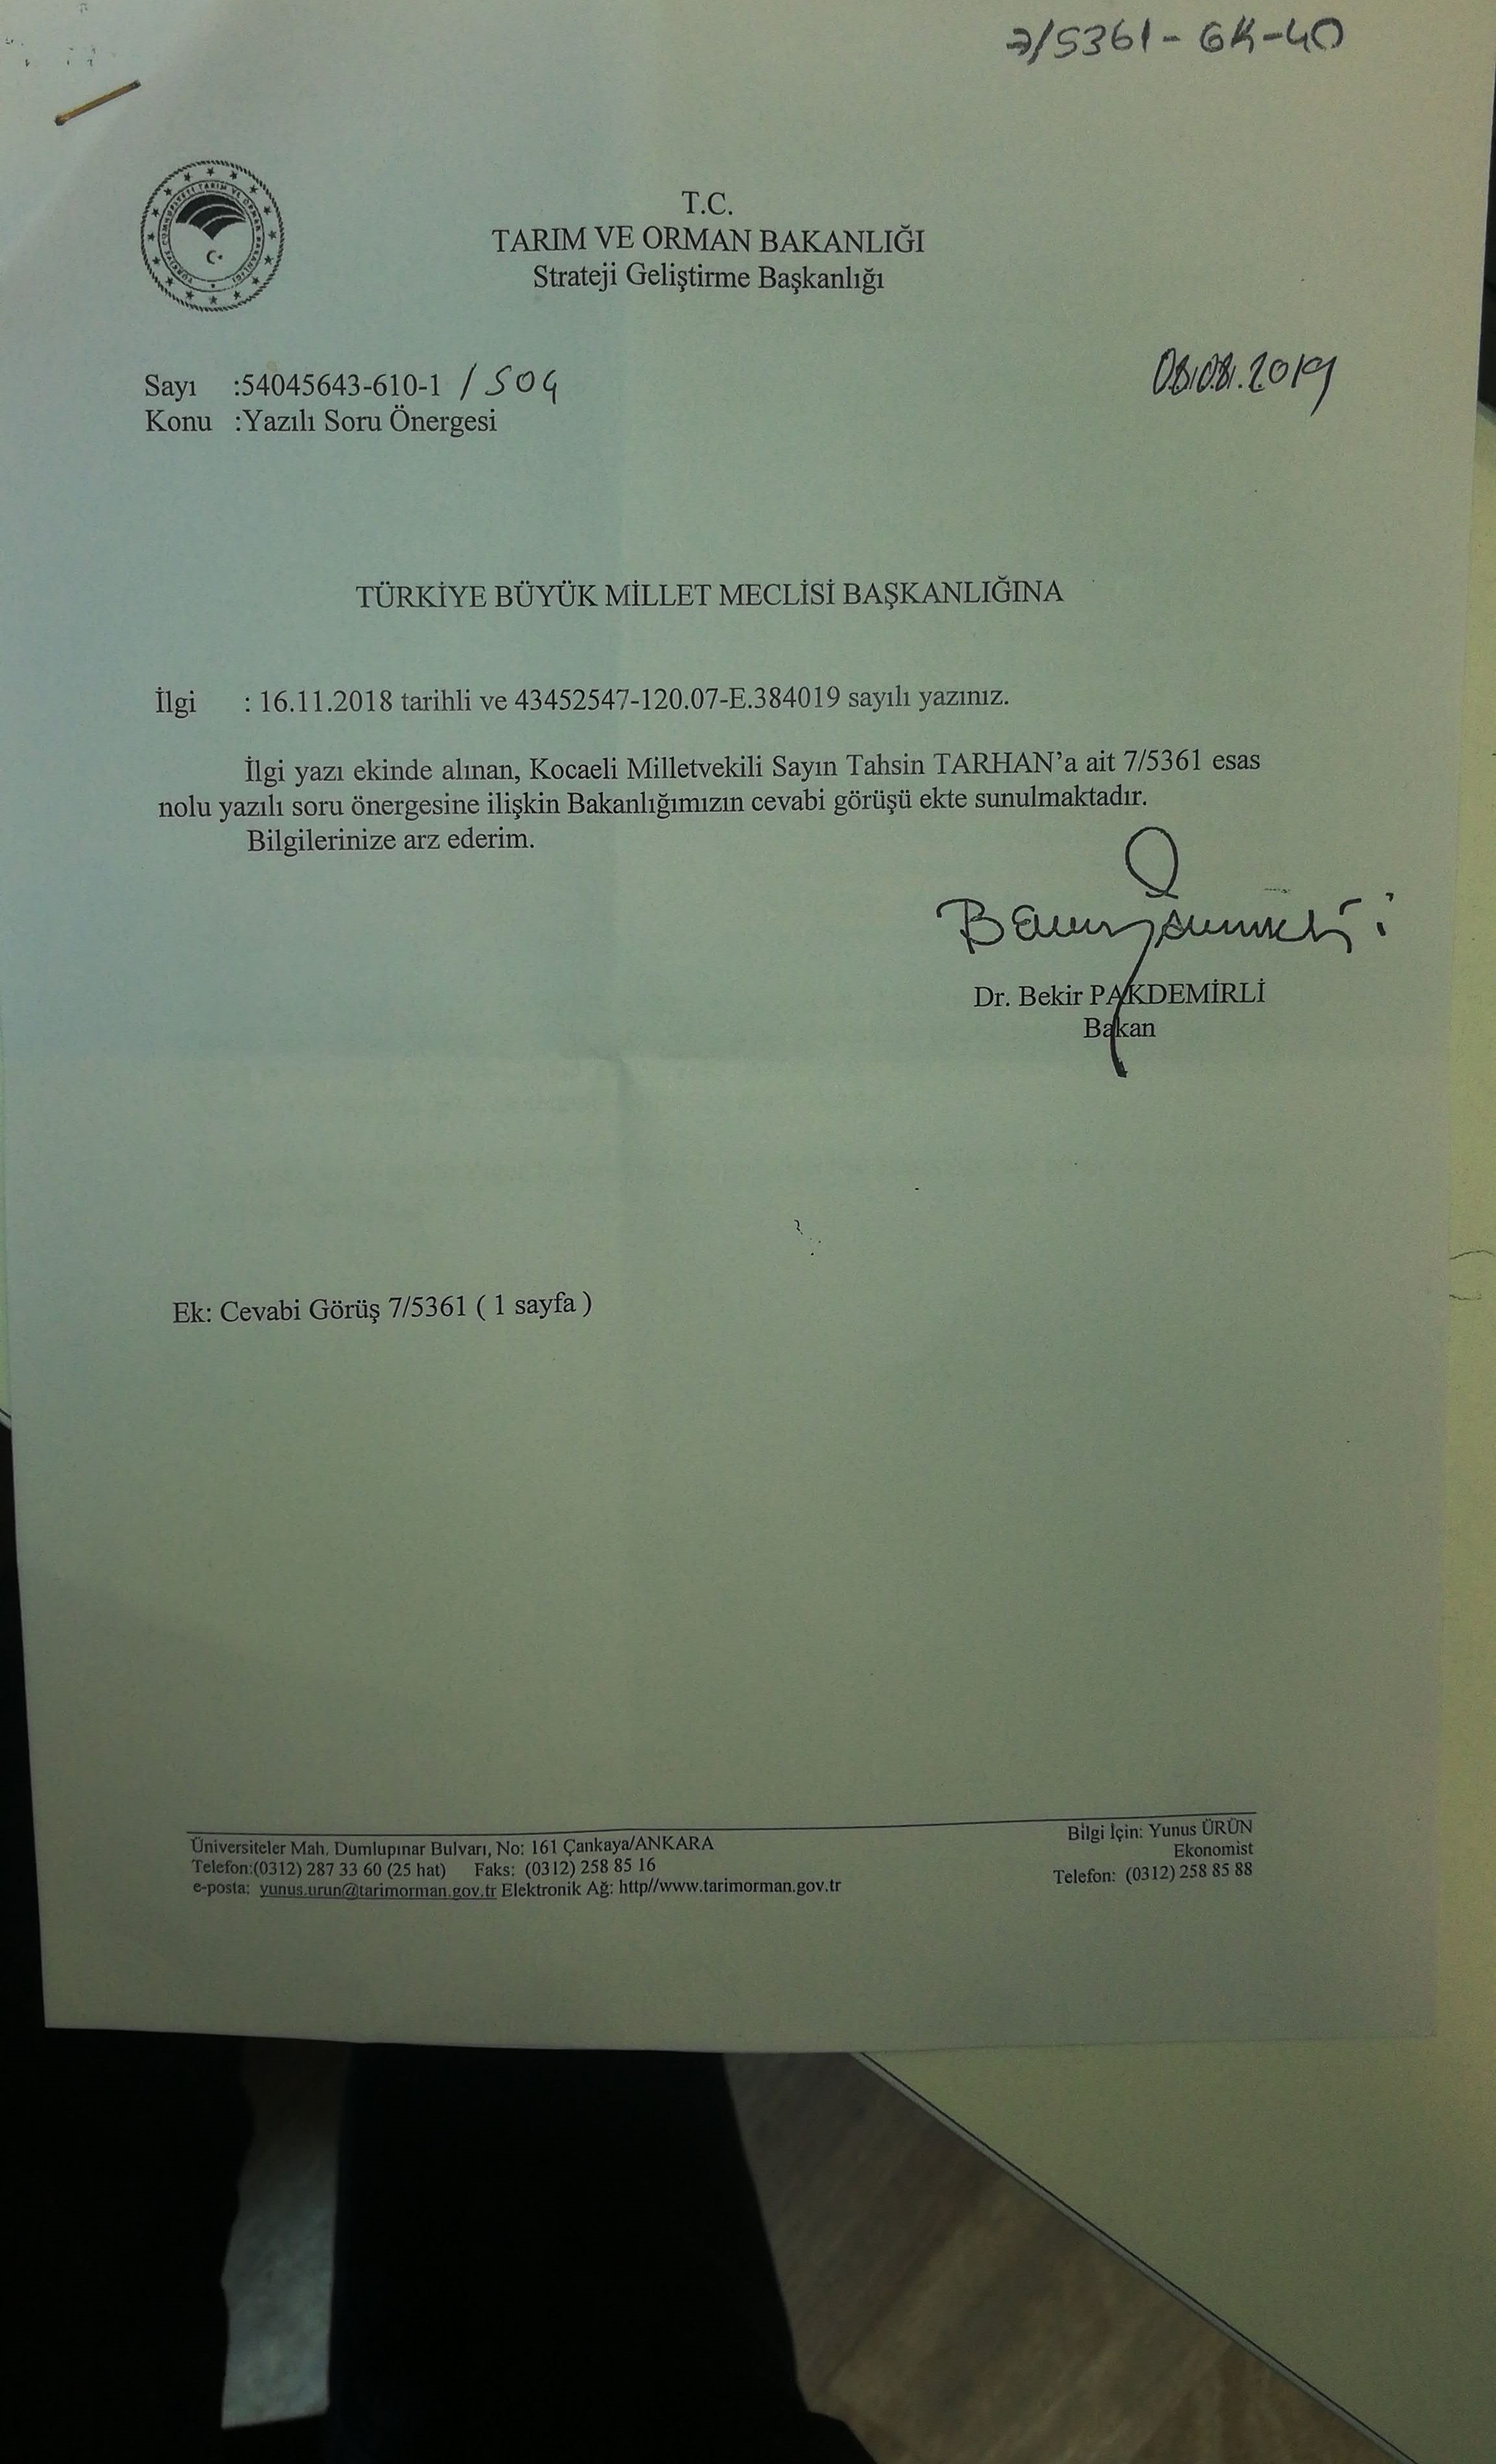 7/5361-GK-40
T.C.
TARIM VE ORMAN BAKANLIĞI
Strateji Geliştirme Başkanlığı
08.08.2019
Sayı :54045643-610-1 / 504
Konu :Yazılı Soru Önergesi
TÜRKİYE BÜYÜK MİLLET MECLİSİ BAŞKANLIĞINA
İlgi : 16.11.2018 tarihli ve 43452547-120.07-E.384019 sayılı yazınız.
İlgi yazı ekinde alınan, Kocaeli Milletvekili Sayın Tahsin TARHAN'a ait 7/5361 esas
nolu yazılı soru önergesine ilişkin Bakanlığımızın cevabi görüşü ekte sunulmaktadır.
Bilgilerinize arz ederim.
Dr. Bekir PAKDEMİRLİ
Bakan
Ek: Cevabi Görüş 7/5361 ( 1 sayfa )
Üniversiteler Mah. Dumlupınar Bulvarı, No: 161 Çankaya/ANKARA
Telefon:(0312) 287 33 60 (25 hat) Faks: (0312) 258 85 16
e-posta: yunus.urun@tarimorman.gov.tr Elektronik Ağ: http//www.tarimorman.gov.tr
Bilgi İçin: Yunus ÜRÜN
Ekonomist
Telefon: (0312) 258 85 88